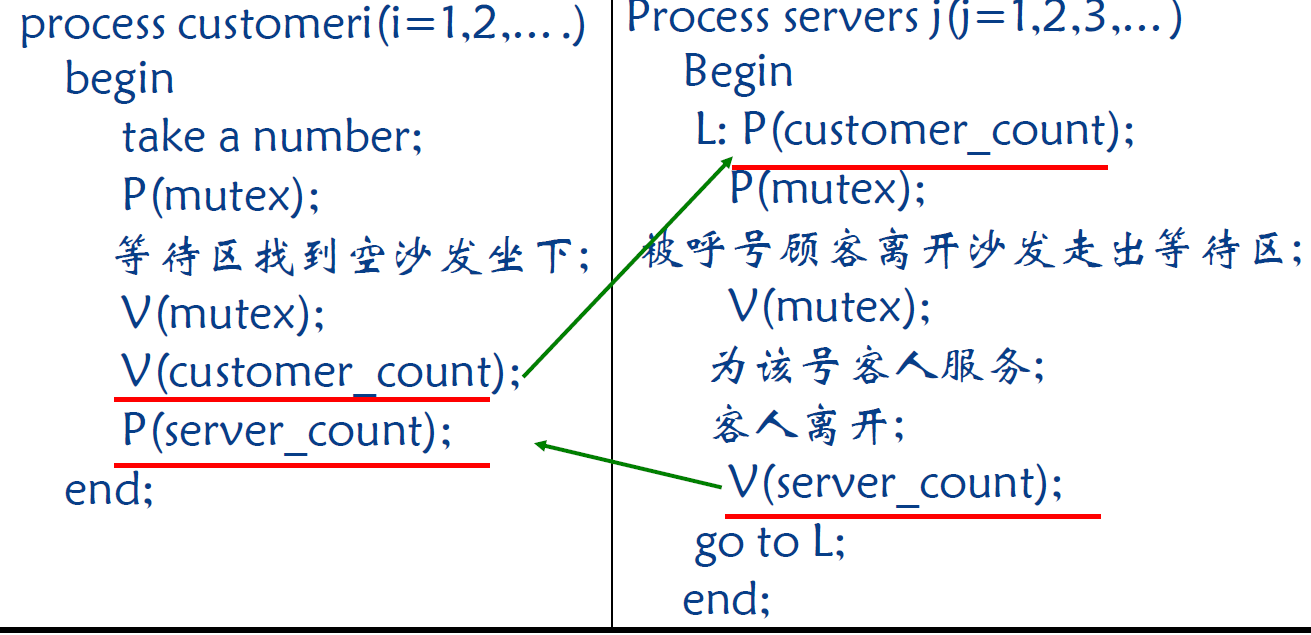 process customeri(i=1,2,... .)
begin
take a number;
P(mutex);
等待区找到空沙发坐下;
V(mutex);
V(customer_count);
P(server_count);
end;
Process servers j(j=1,2,3,...)
Begin
L: P(customer_count);
P(mutex);
被呼号顾客离开沙发走出等待区;
V(mutex);
为该号客人服务;
客人离开;
V(server_count);
go to L;
end;